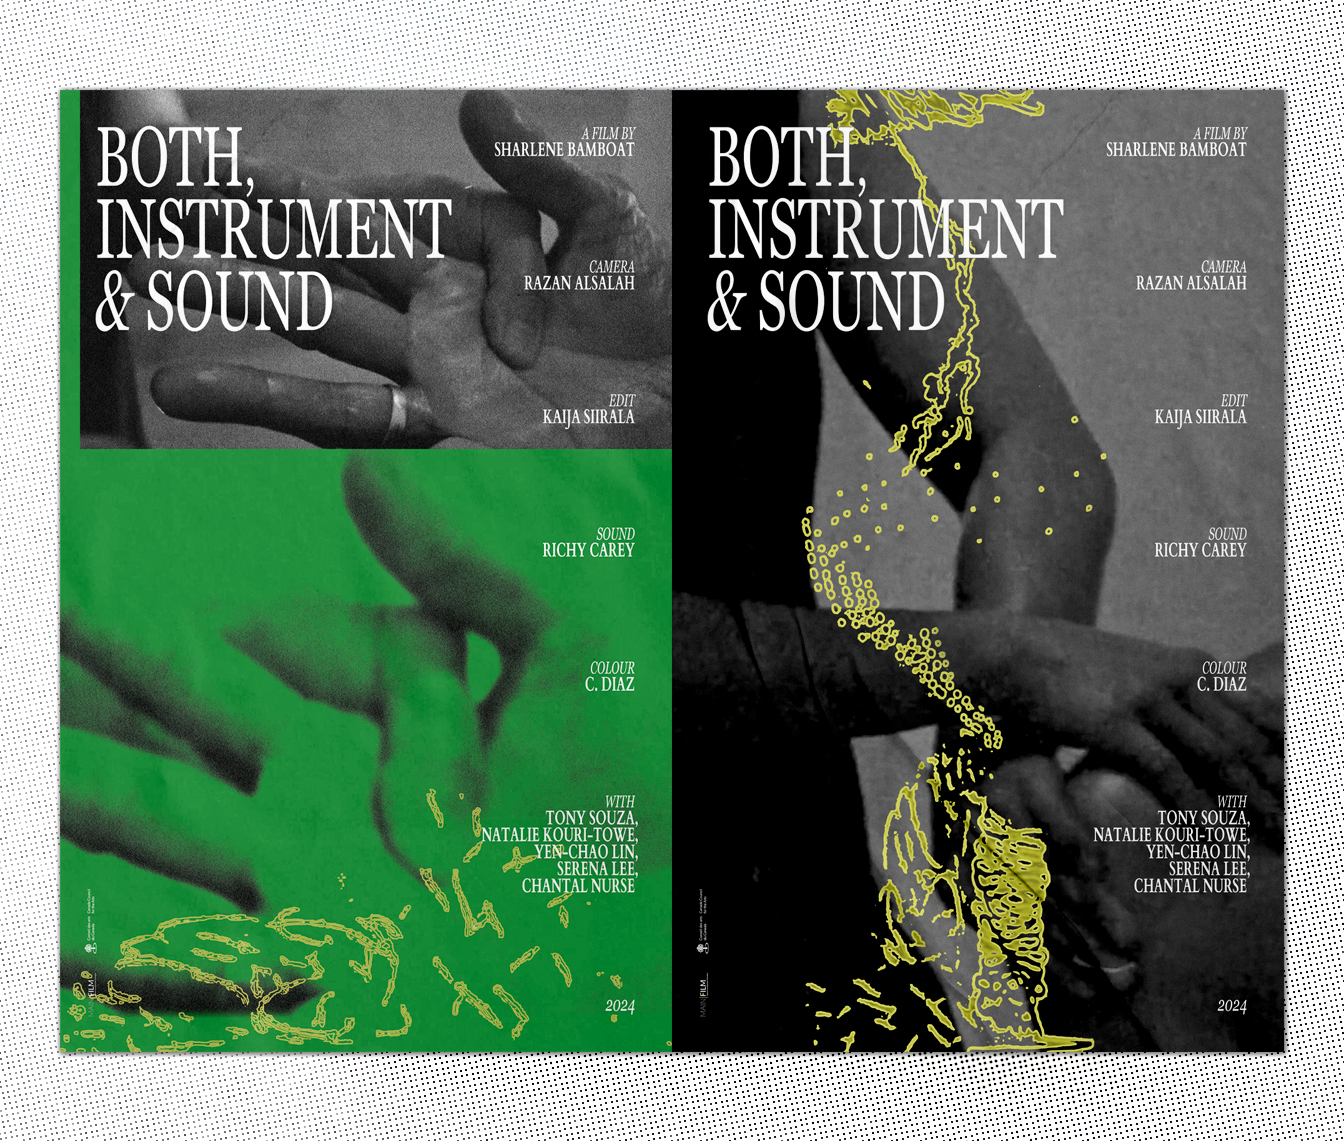 BOTH,
INSTRUMENT
& SOUND
A FILM BY
SHARLENE BAMBOAT
CAMERA
RAZAN ALSALAH
EDIT
KAIJA SIIRALA
SOUND
RICHY CAREY
COLOUR
C. DIAZ
WITH
TONY SOUZA,
NATALIE KOURI-TOWE,
YEN-CHAO LIN,
SERENA LEE,
CHANTAL NURSE
2024
MAINFILM
BOTH,
INSTRUMENT
& SOUND
A FILM BY
SHARLENE BAMBOAT
CAMERA
RAZAN ALSALAH
EDIT
KAIJA SIIRALA
SOUND
RICHY CAREY
COLOUR
C. DIAZ
WITH
TONY SOUZA,
NATALIE KOURI-TOWE,
YEN-CHAO LIN,
SERENA LEE,
CHANTAL NURSE
2024
MAINFILM